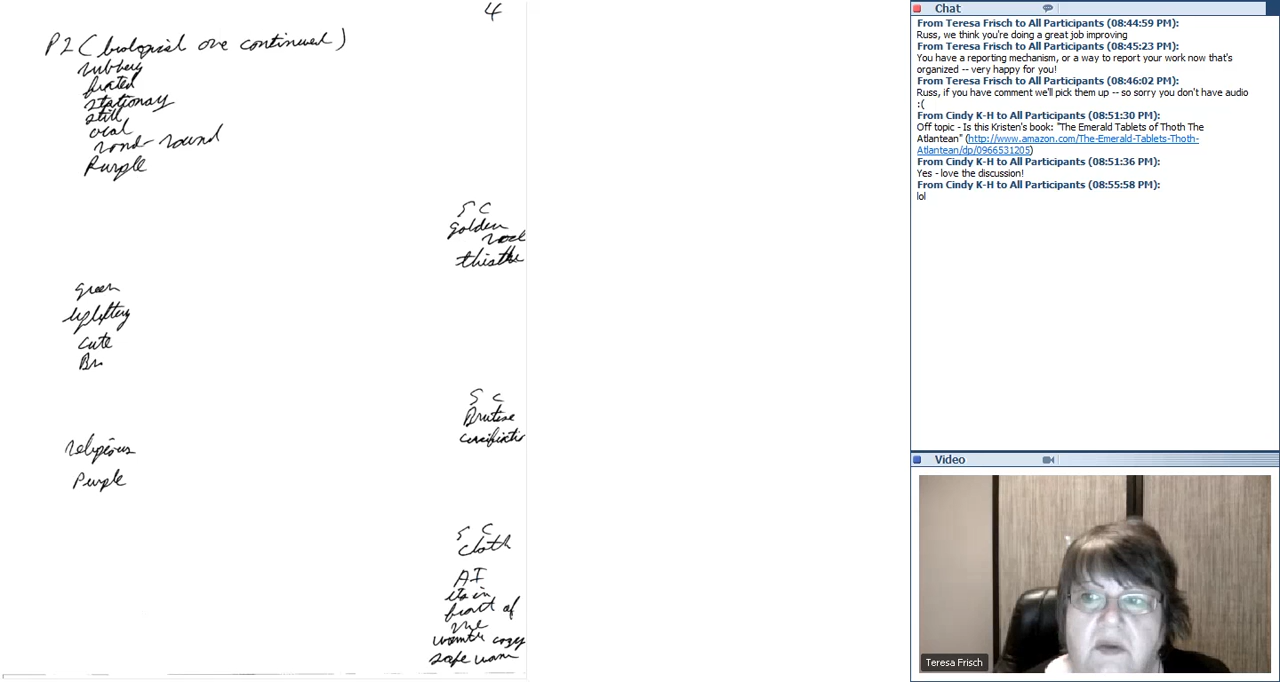 4
P2 (biological one continued)
rubbery
stationary
still
oval
round
Purple
S C
golden
rock
green
uplifting
cute
Br
S C
religious
Purple
S C
cloth
AI
its in
front of
me
cozy
safe warm
Chat
From Teresa Frisch to All Participants (08:44:59 PM):
Russ, we think you're doing a great job improving
From Teresa Frisch to All Participants (08:45:23 PM):
You have a reporting mechanism, or a way to report your work now that's
organized -- very happy for you!
From Teresa Frisch to All Participants (08:46:02 PM):
Russ, if you have comment we'll pick them up -- so sorry you don't have audio
:(
From Cindy K-H to All Participants (08:51:30 PM):
Off topic - Is this Kristen's book: "The Emerald Tablets of Thoth The
Atlantean" (http://www.amazon.com/The-Emerald-Tablets-Thoth-
Atlantean/dp/0966531205)
From Cindy K-H to All Participants (08:51:36 PM):
Yes - love the discussion!
From Cindy K-H to All Participants (08:55:58 PM):
lol
Video
Teresa Frisch